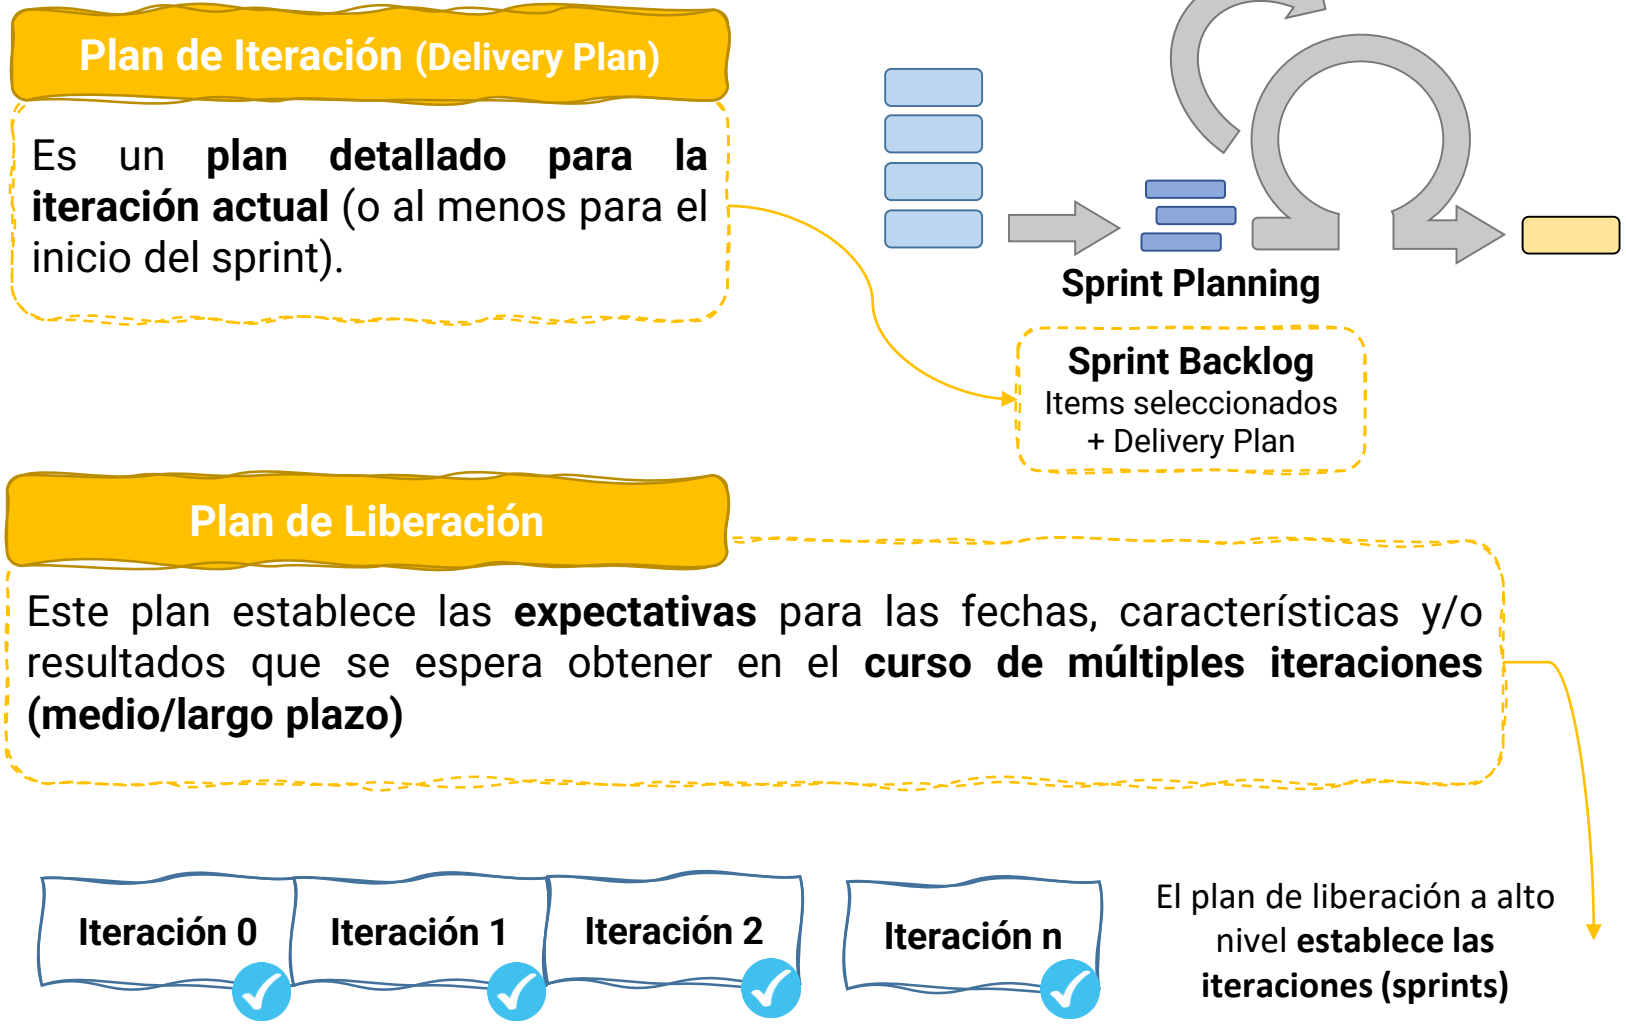 Plan de Iteración (Delivery Plan)
Es un plan detallado para la
iteración actual (o al menos para el
inicio del sprint).
Sprint Planning
Sprint Backlog
Items seleccionados
+ Delivery Plan
Plan de Liberación
Este plan establece las expectativas para las fechas, características y/o
resultados que se espera obtener en el curso de múltiples iteraciones
(medio/largo plazo)
Iteración 0
Iteración 1
Iteración 2
Iteración n
El plan de liberación a alto
nivel establece las
iteraciones (sprints)